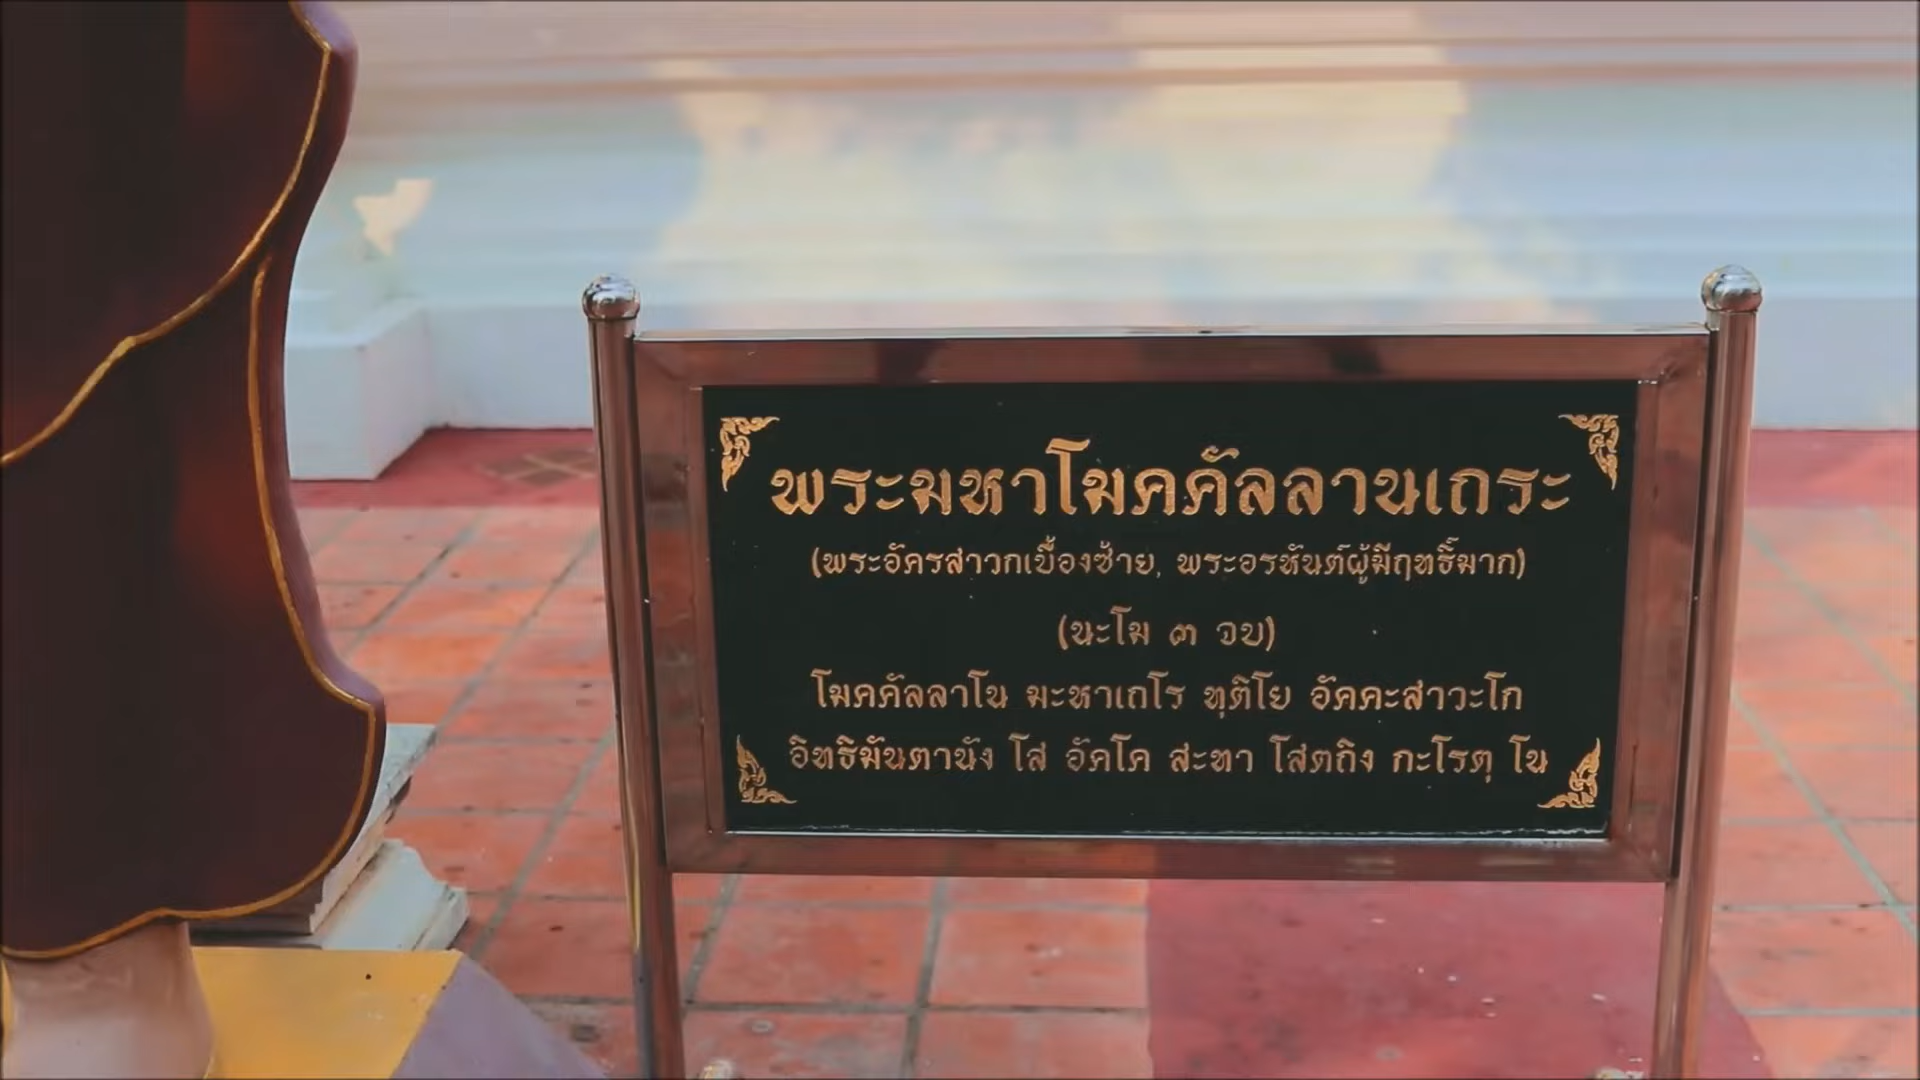 พระมหาโมคคัลลานเถระ
(พระอัครสาวกเบื้องซ้าย, พระอรหันต์ผู้มีฤทธิ์มาก)
(นะโม ๓ จบ)
โมคคัลลาโน มะหาเถโร ทุติโย อัคคะสาวะโก
อิทธิมันตานัง โส อัคโค สะทา โสตถิง กะโรตุ โน